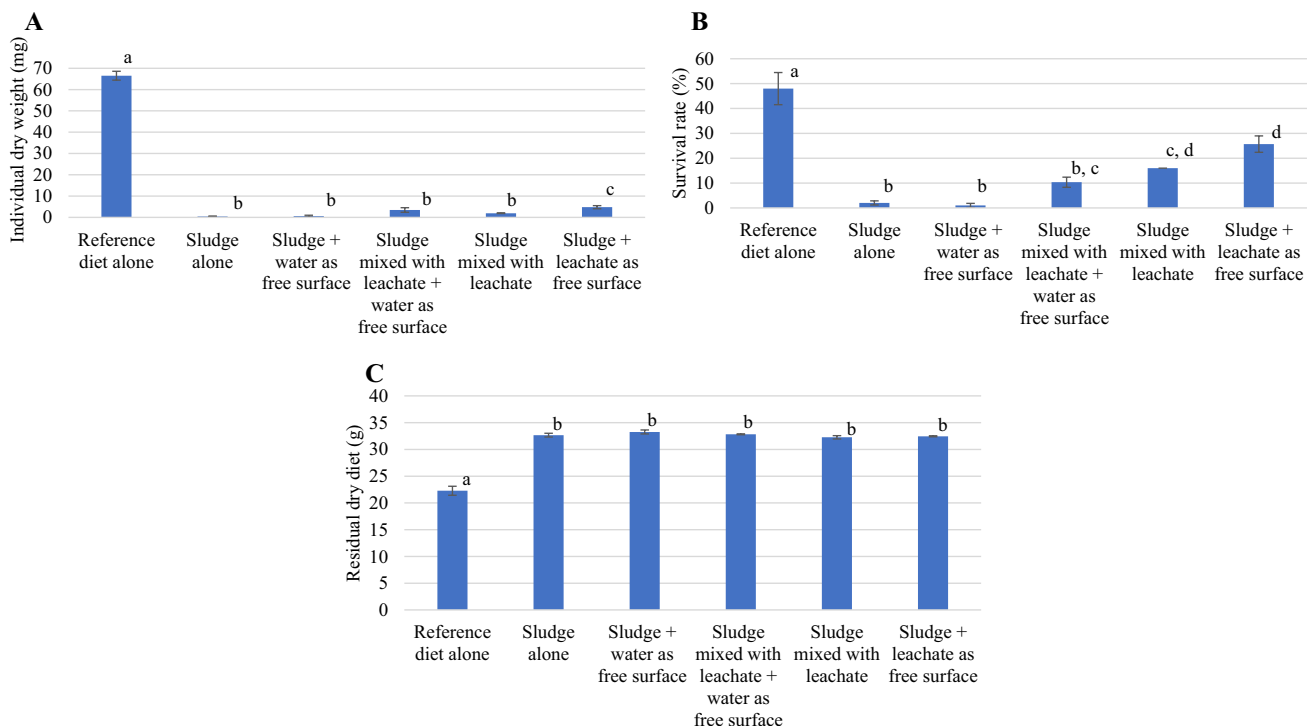 A
Individual dry weight (mg)
70
60
50
40
30
20
10
0
a
b
b
b
b
c
Reference
diet alone
Sludge
alone
Sludge +
water as
free surface
Sludge
mixed with
leachate +
water as
free surface
Sludge
mixed with
leachate
Sludge +
leachate as
free surface
B
Survival rate (%)
60
50
40
30
20
10
0
a
b
b
b, c
c, d
d
Reference
diet alone
Sludge
alone
Sludge +
water as
free surface
Sludge
mixed with
leachate +
water as
free surface
Sludge
mixed with
leachate
Sludge +
leachate as
free surface
C
Residual dry diet (g)
40
35
30
25
20
15
10
5
0
a
b
b
b
b
b
Reference
diet alone
Sludge
alone
Sludge +
water as
free surface
Sludge
mixed with
leachate +
water as
free surface
Sludge
mixed with
leachate
Sludge +
leachate as
free surface